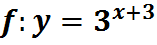 f: y = 3^{x+3}